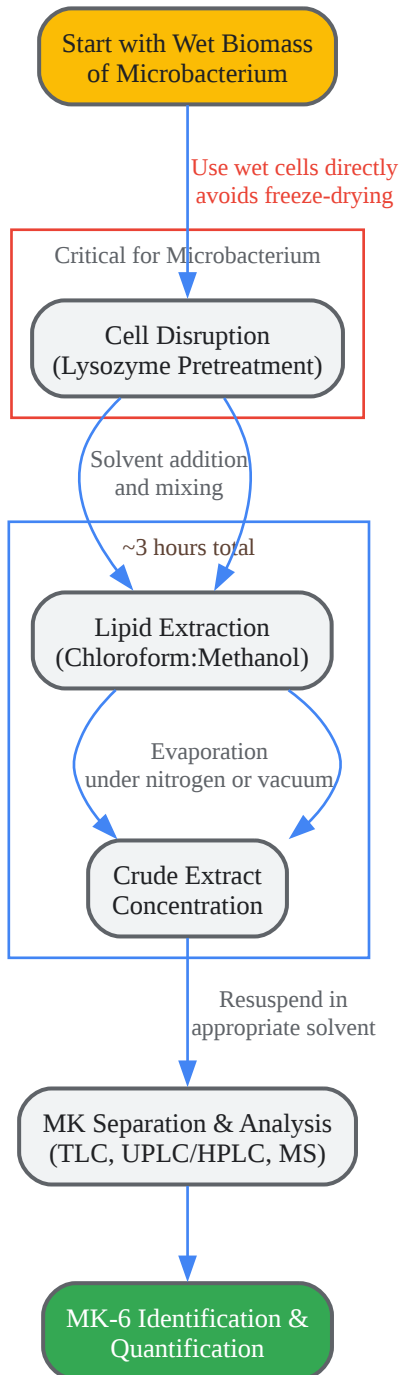 Start with Wet Biomass
of Microbacterium
Use wet cells directly
avoids freeze-drying
Critical for Microbacterium
Cell Disruption
(Lysozyme Pretreatment)
Solvent addition
and mixing
~3 hours total
Lipid Extraction
(Chloroform:Methanol)
Evaporation
under nitrogen or vacuum
Crude Extract
Concentration
Resuspend in
appropriate solvent
MK Separation & Analysis
(TLC, UPLC/HPLC, MS)
MK-6 Identification &
Quantification